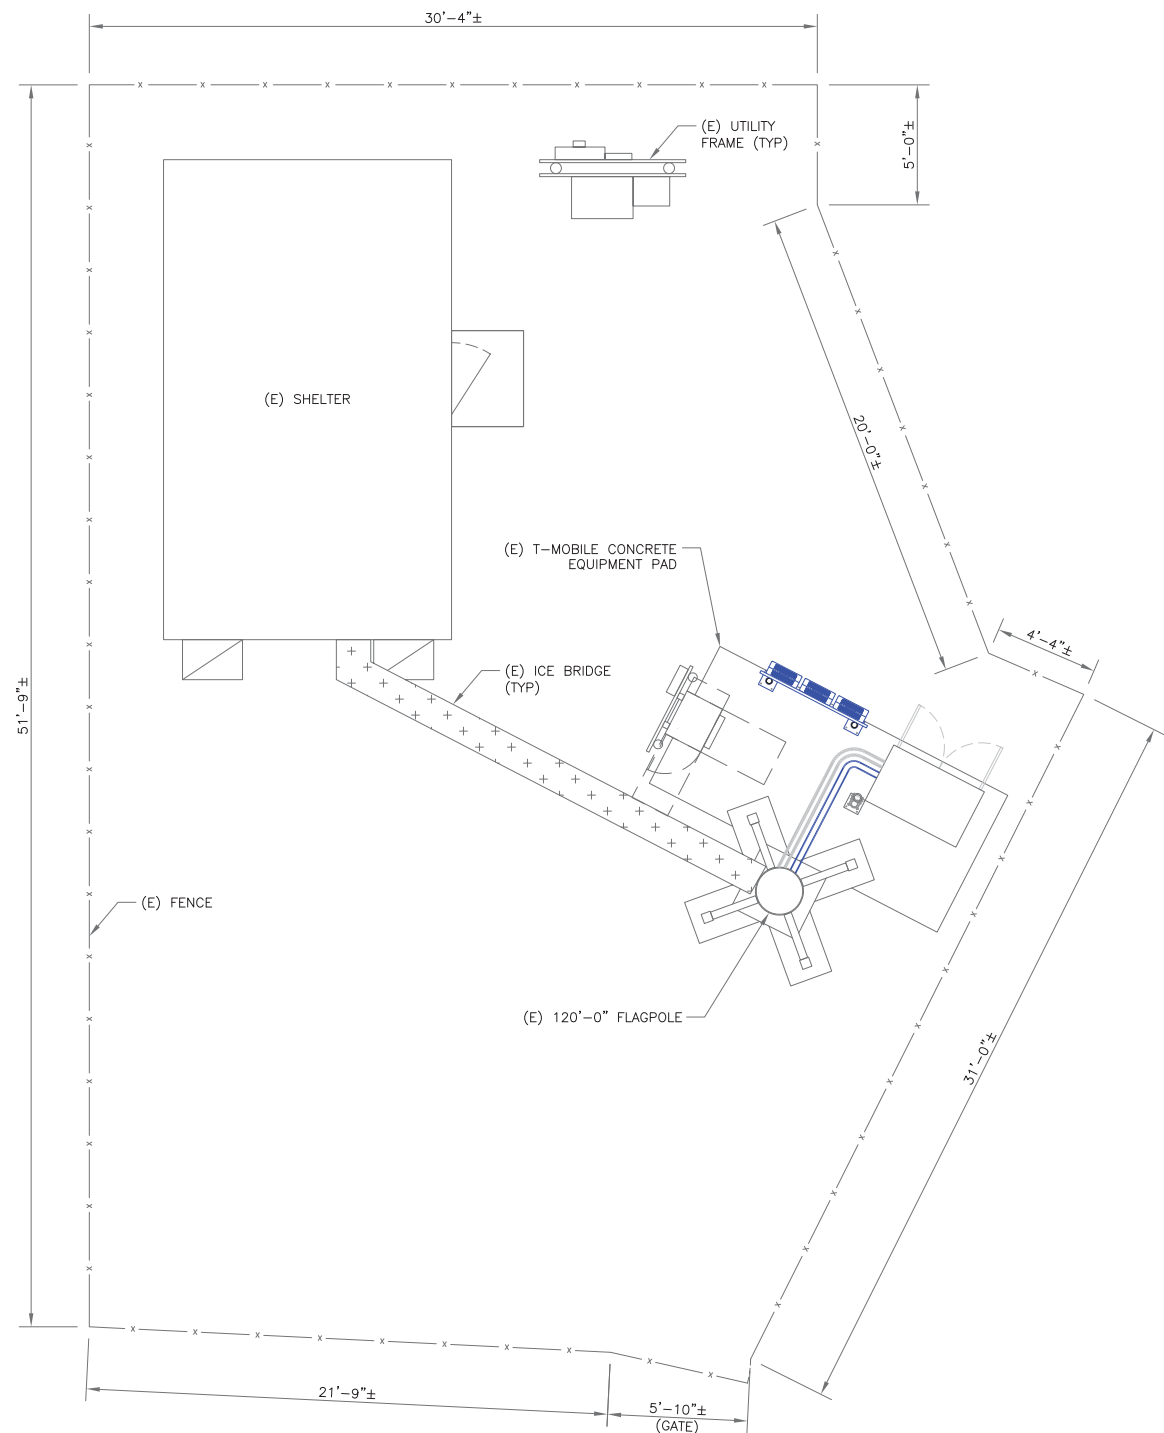 30'-4"±
(E) UTILITY
FRAME (TYP)
5'-0"±
(E) SHELTER
20'-0"±
(E) T-MOBILE CONCRETE
EQUIPMENT PAD
4'-4"±
(E) ICE BRIDGE
(TYP)
51'-9"±
(E) FENCE
(E) 120'-0" FLAGPOLE
31'-0"±
21'-9"±
5'-10"±
(GATE)